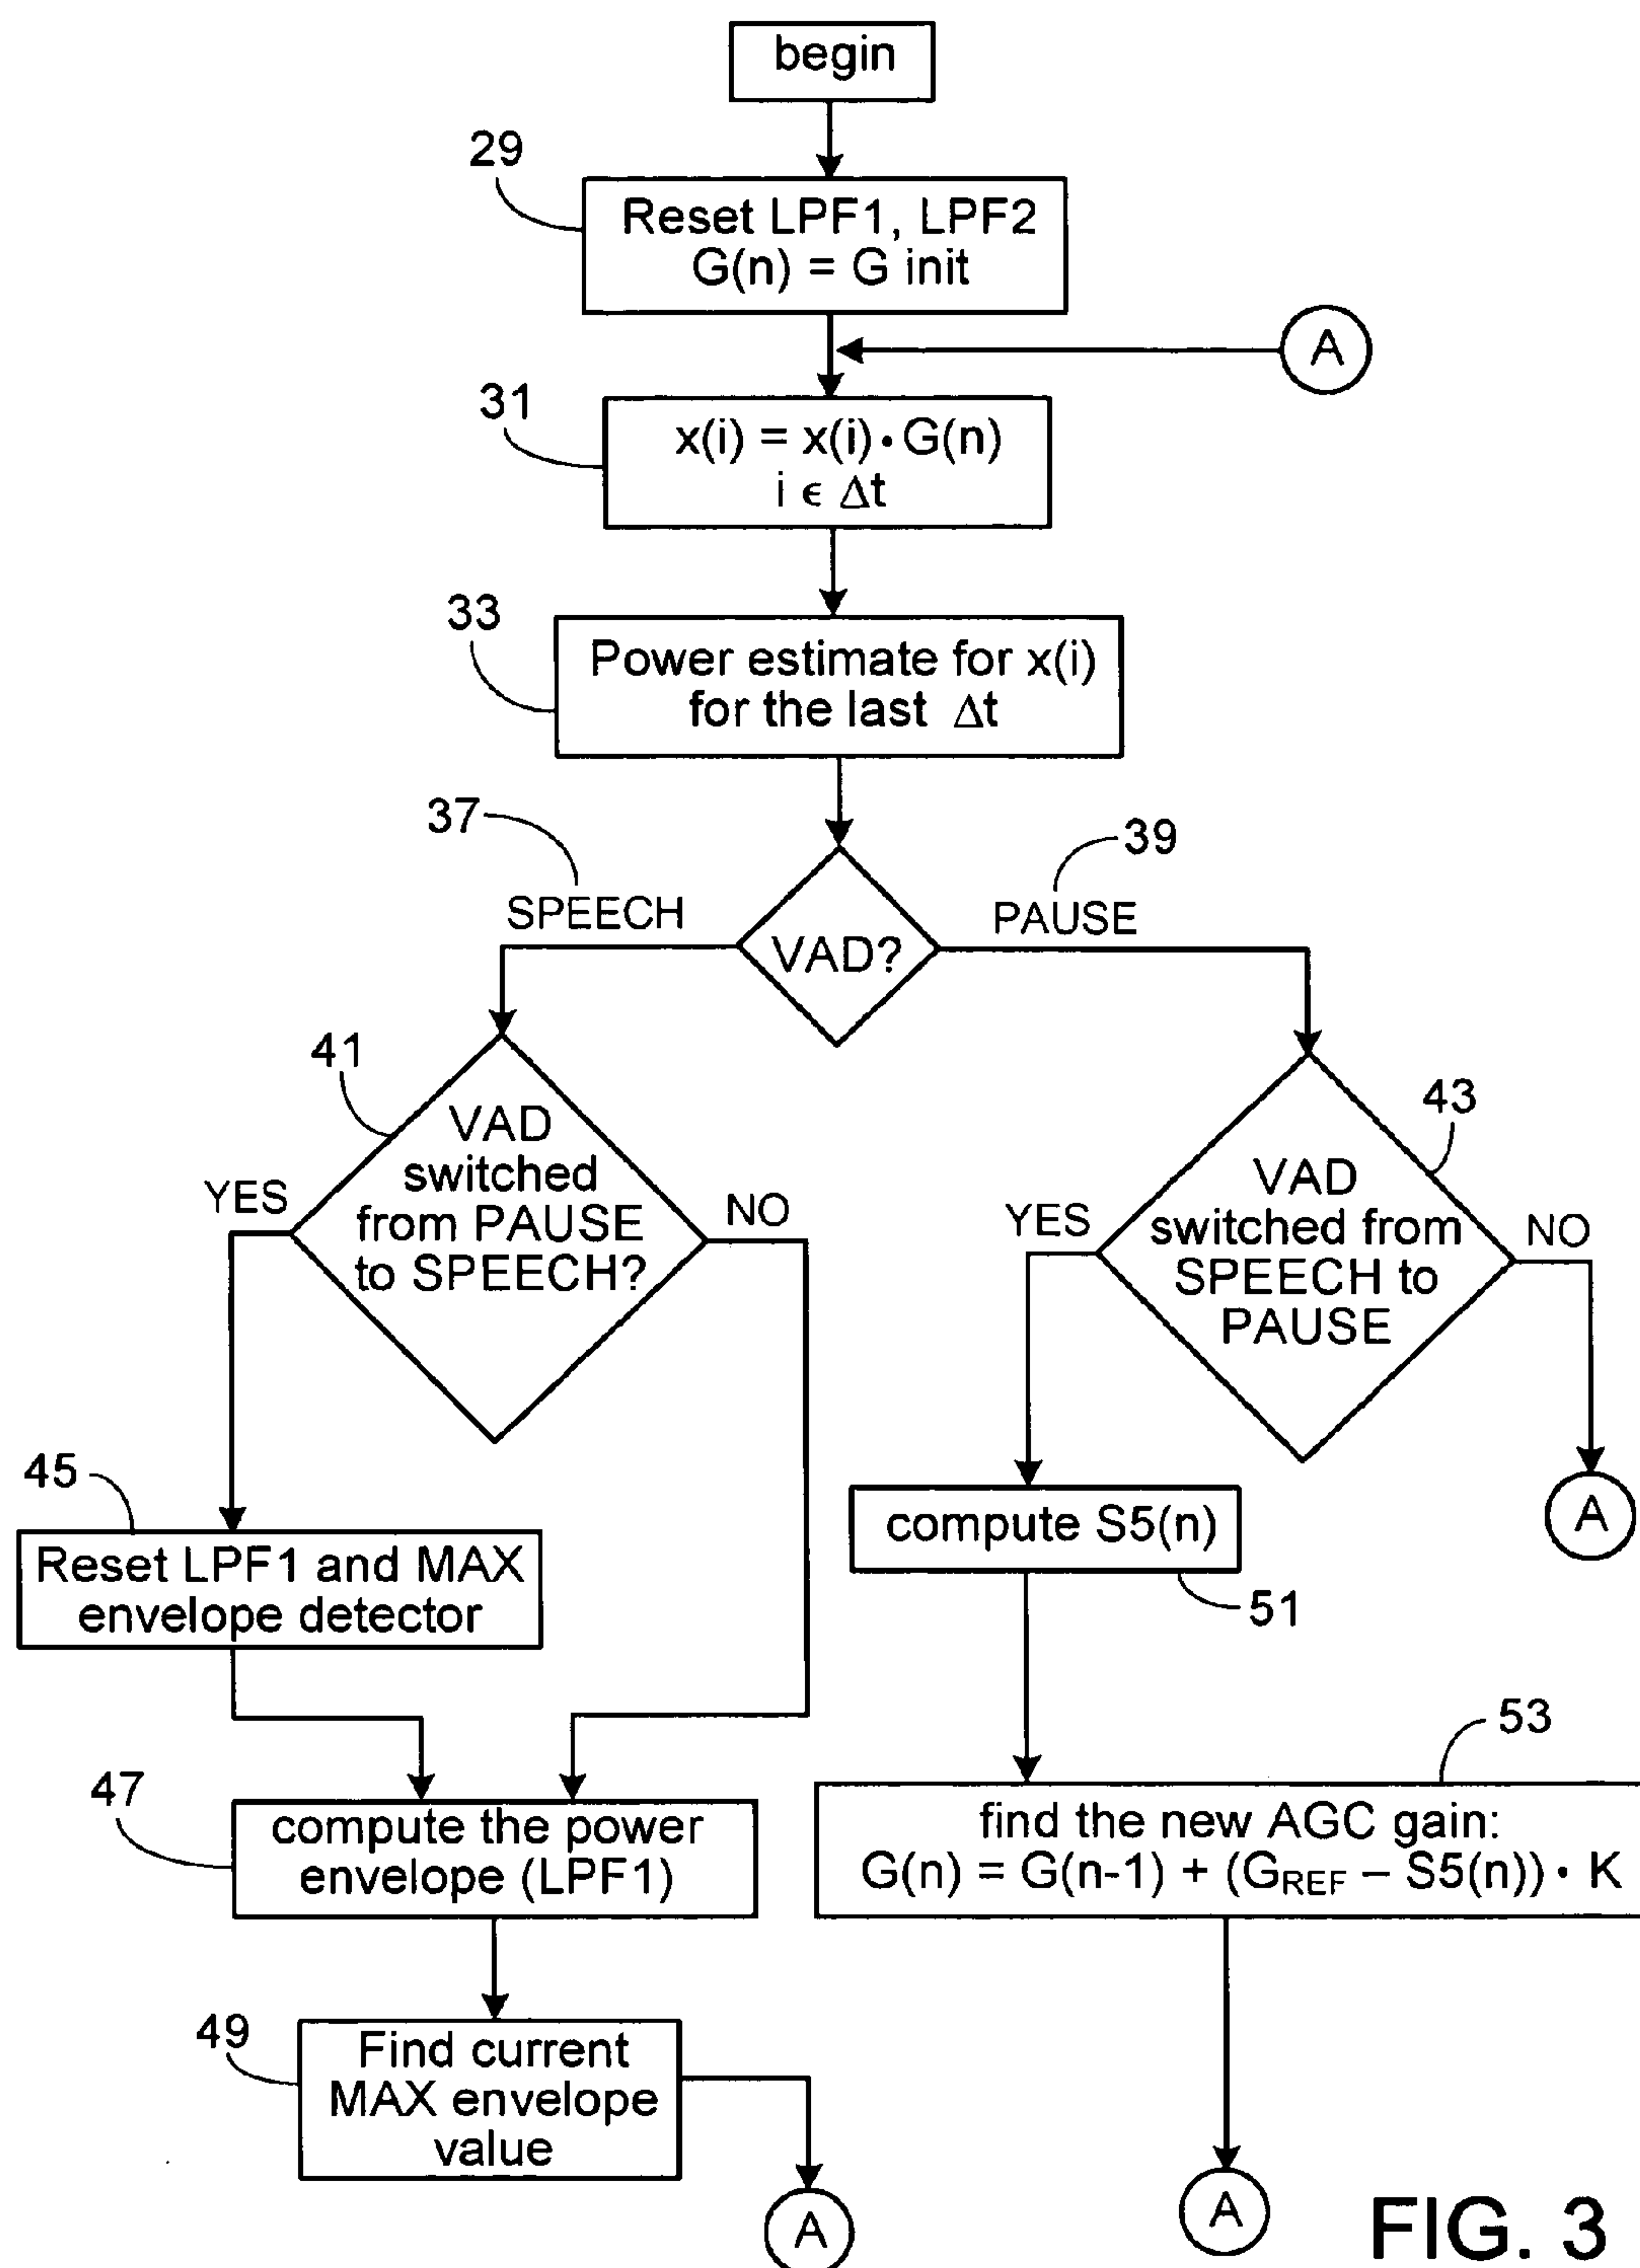 begin
29
Reset LPF1, LPF2
G(n) = G init
A
31
x(i) = x(i)·G(n)
i ϵ Δt
33
Power estimate for x(i)
for the last Δt
37
39
SPEECH
PAUSE
VAD?
41
VAD
switched
from PAUSE
to SPEECH?
YES
NO
43
VAD
switched from
SPEECH to
PAUSE
YES
NO
A
45
Reset LPF1 and MAX
envelope detector
compute S5(n)
51
47
compute the power
envelope (LPF1)
53
find the new AGC gain:
G(n) = G(n-1) + (GREF – S5(n))· K
49
Find current
MAX envelope
value
A
A
FIG. 3